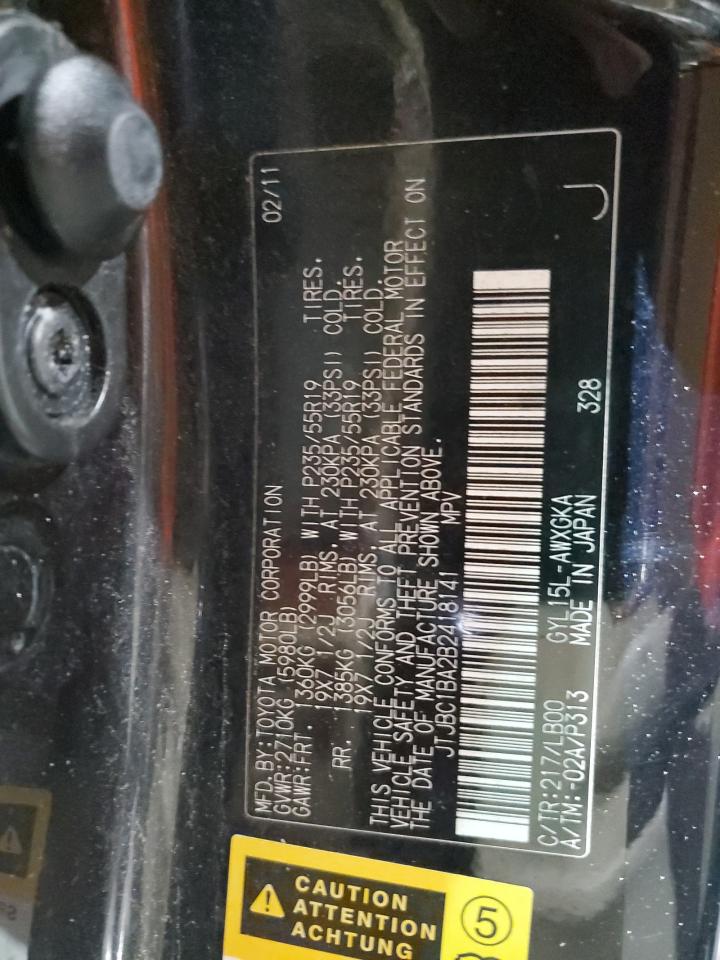 MFD.BY:TOYOTA MOTOR CORPORATION 02/11
GVWR:2710KG (5980LB)
GAWR:FRT. 1360KG (2999LB) WITH P235/55R19 TIRES.
19X7 1/2J RIMS, AT 230KPA (33PSI) COLD.
RR. 1385KG (3056LB) WITH P235/55R19 TIRES.
19X7 1/2J RIMS, AT 230KPA (33PSI) COLD.
THIS VEHICLE CONFORMS TO ALL APPLICABLE FEDERAL MOTOR
VEHICLE SAFETY AND THEFT PREVENTION STANDARDS IN EFFECT ON
THE DATE OF MANUFACTURE SHOWN ABOVE.
JTJBC1BA2B2418141 MPV
C/TR:217/LB00 GYL15L-AWXGKA
A/TM:-02A/P313 MADE IN JAPAN 328
J
CAUTION
ATTENTION
ACHTUNG
5